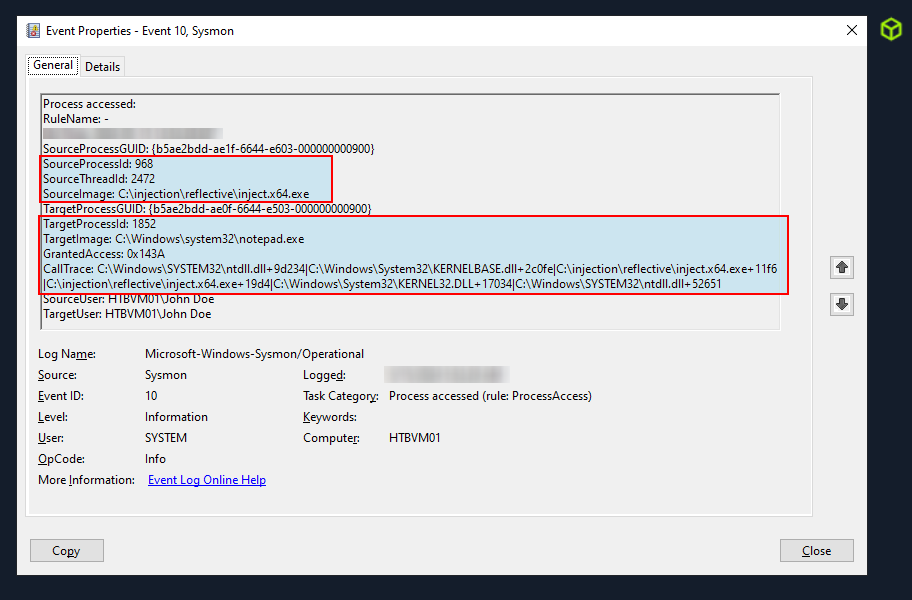 Event Properties - Event 10, Sysmon
General Details
Process accessed:
RuleName: -
SourceProcessGUID: {b5ae2bdd-ae1f-6644-e603-000000000900}
SourceProcessId: 968
SourceThreadId: 2472
SourceImage: C:\injection\reflective\inject.x64.exe
TargetProcessGUID: {b5ae2bdd-ae0f-6644-e503-000000000900}
TargetProcessId: 1852
TargetImage: C:\Windows\system32\notepad.exe
GrantedAccess: 0x143A
CallTrace: C:\Windows\SYSTEM32\ntdll.dll+9d234|C:\Windows\System32\KERNELBASE.dll+2c0fe|C:\injection\reflective\inject.x64.exe+11f6
|C:\injection\reflective\inject.x64.exe+19d4|C:\Windows\System32\KERNEL32.DLL+17034|C:\Windows\SYSTEM32\ntdll.dll+52651
SourceUser: HTBVM01\John Doe
TargetUser: HTBVM01\John Doe
Log Name: Microsoft-Windows-Sysmon/Operational
Source: Sysmon Logged:
Event ID: 10 Task Category: Process accessed (rule: ProcessAccess)
Level: Information Keywords:
User: SYSTEM Computer: HTBVM01
OpCode: Info
More Information: Event Log Online Help
Copy Close